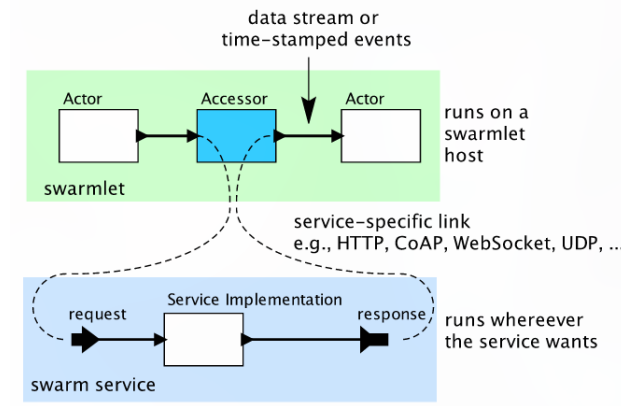 data stream or
time-stamped events
Actor
Accessor
Actor
runs on a
swarmlet
host
swarmlet
service-specific link
e.g., HTTP, CoAP, WebSocket, UDP, ...
Service Implementation
request
response
runs whereever
the service wants
swarm service